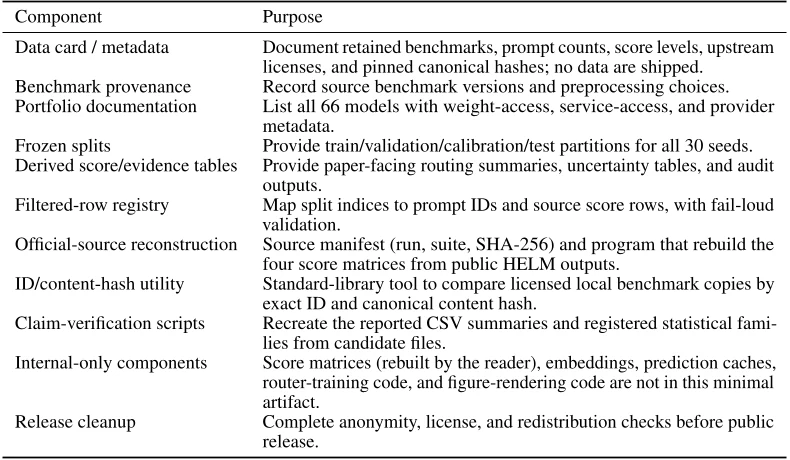 Component Purpose
Data card / metadata Document retained benchmarks, prompt counts, score levels, upstream
licenses, and pinned canonical hashes; no data are shipped.
Benchmark provenance Record source benchmark versions and preprocessing choices.
Portfolio documentation List all 66 models with weight-access, service-access, and provider
metadata.
Frozen splits Provide train/validation/calibration/test partitions for all 30 seeds.
Derived score/evidence tables Provide paper-facing routing summaries, uncertainty tables, and audit
outputs.
Filtered-row registry Map split indices to prompt IDs and source score rows, with fail-loud
validation.
Official-source reconstruction Source manifest (run, suite, SHA-256) and program that rebuild the
four score matrices from public HELM outputs.
ID/content-hash utility Standard-library tool to compare licensed local benchmark copies by
exact ID and canonical content hash.
Claim-verification scripts Recreate the reported CSV summaries and registered statistical fami-
lies from candidate files.
Internal-only components Score matrices (rebuilt by the reader), embeddings, prediction caches,
router-training code, and figure-rendering code are not in this minimal
artifact.
Release cleanup Complete anonymity, license, and redistribution checks before public
release.